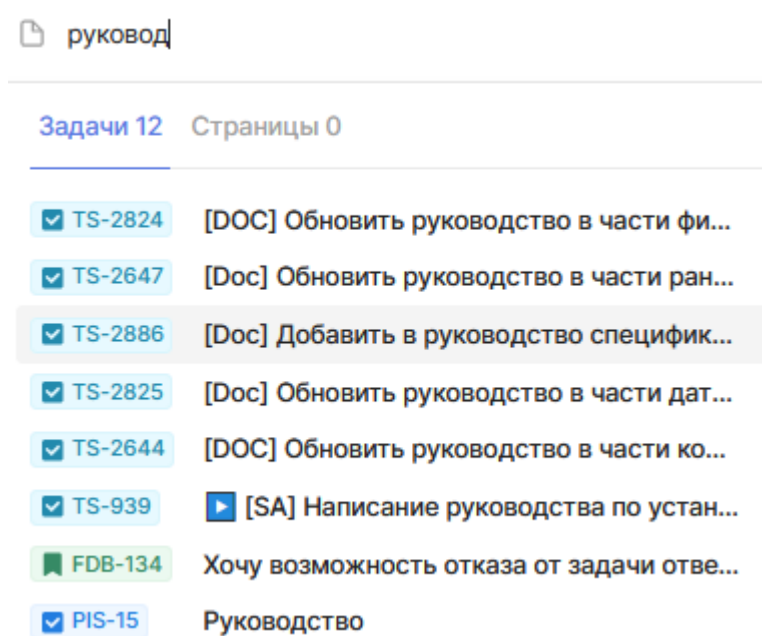 руковод
Задачи 12 Страницы 0
TS-2824 [DOC] Обновить руководство в части фи...
TS-2647 [Doc] Обновить руководство в части ран...
TS-2886 [Doc] Добавить в руководство специфик...
TS-2825 [Doc] Обновить руководство в части дат...
TS-2644 [DOC] Обновить руководство в части ко...
TS-939 [SA] Написание руководства по устан...
FDB-134 Хочу возможность отказа от задачи отве...
PIS-15 Руководство